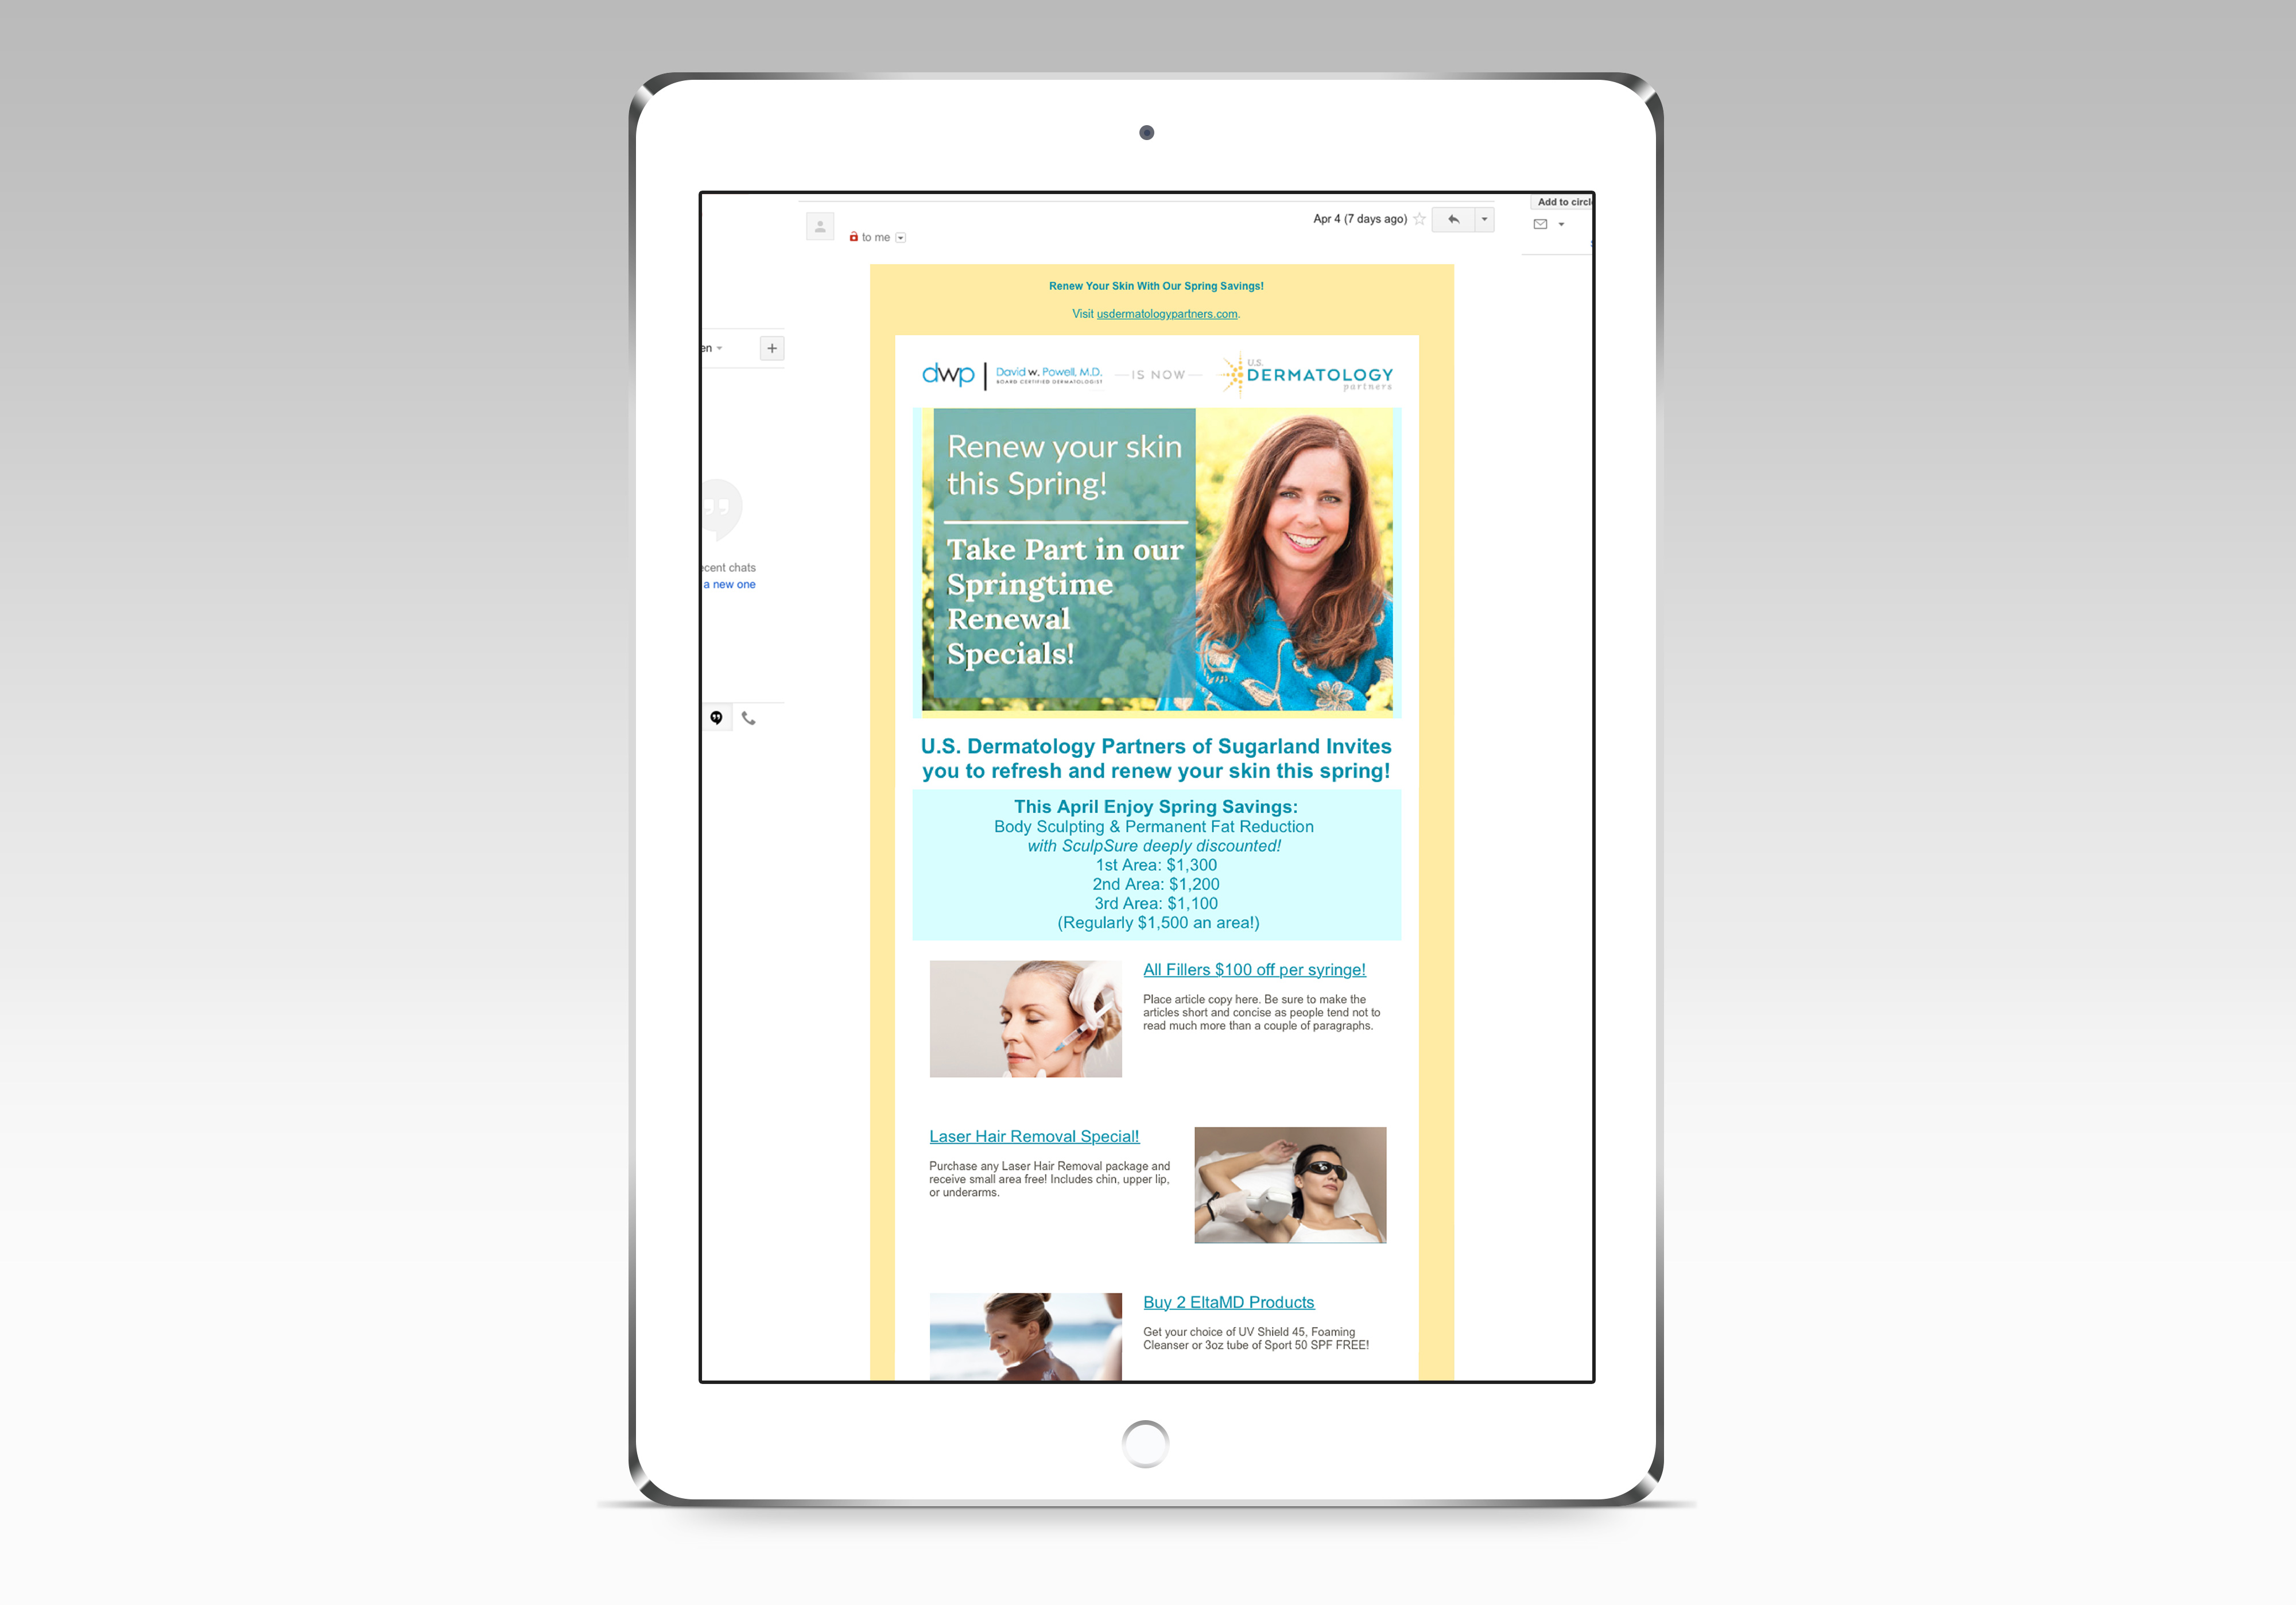 Add to circl
Apr 4 (7 days ago)
to me
Renew Your Skin With Our Spring Savings!
Visit usdermatologypartners.com.
en
dwp | David w. Powell, M.D.
BOARD CERTIFIED DERMATOLOGIST
IS NOW
U.S.
DERMATOLOGY
partners
Renew your skin
this Spring!
Take Part in our
Springtime
Renewal
Specials!
ecent chats
a new one
U.S. Dermatology Partners of Sugarland Invites
you to refresh and renew your skin this spring!
This April Enjoy Spring Savings:
Body Sculpting & Permanent Fat Reduction
with SculpSure deeply discounted!
1st Area: $1,300
2nd Area: $1,200
3rd Area: $1,100
(Regularly $1,500 an area!)
All Fillers $100 off per syringe!
Place article copy here. Be sure to make the
articles short and concise as people tend not to
read much more than a couple of paragraphs.
Laser Hair Removal Special!
Purchase any Laser Hair Removal package and
receive small area free! Includes chin, upper lip,
or underarms.
Buy 2 EltaMD Products
Get your choice of UV Shield 45, Foaming
Cleanser or 3oz tube of Sport 50 SPF FREE!